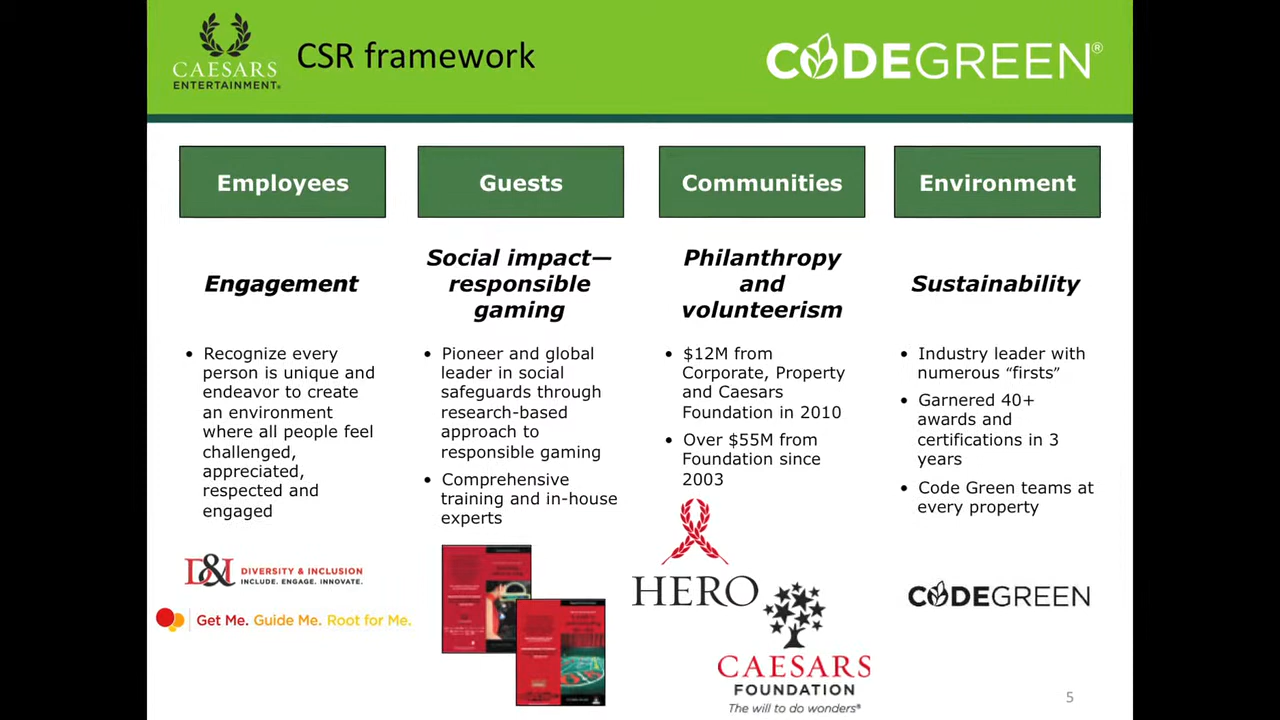 CAESARS
ENTERTAINMENT®
CSR framework
CODEGREEN®
Employees
Engagement
• Recognize every
person is unique and
endeavor to create
an environment
where all people feel
challenged,
appreciated,
respected and
engaged
D&I DIVERSITY & INCLUSION
INCLUDE. ENGAGE. INNOVATE.
Get Me. Guide Me. Root for Me.
Guests
Social impact—
responsible
gaming
• Pioneer and global
leader in social
safeguards through
research-based
approach to
responsible gaming
• Comprehensive
training and in-house
experts
Communities
Philanthropy
and
volunteerism
• $12M from
Corporate, Property
and Caesars
Foundation in 2010
• Over $55M from
Foundation since
2003
HERO
CAESARS
FOUNDATION
The will to do wonders®
Environment
Sustainability
• Industry leader with
numerous “firsts”
• Garnered 40+
awards and
certifications in 3
years
• Code Green teams at
every property
CODEGREEN
5